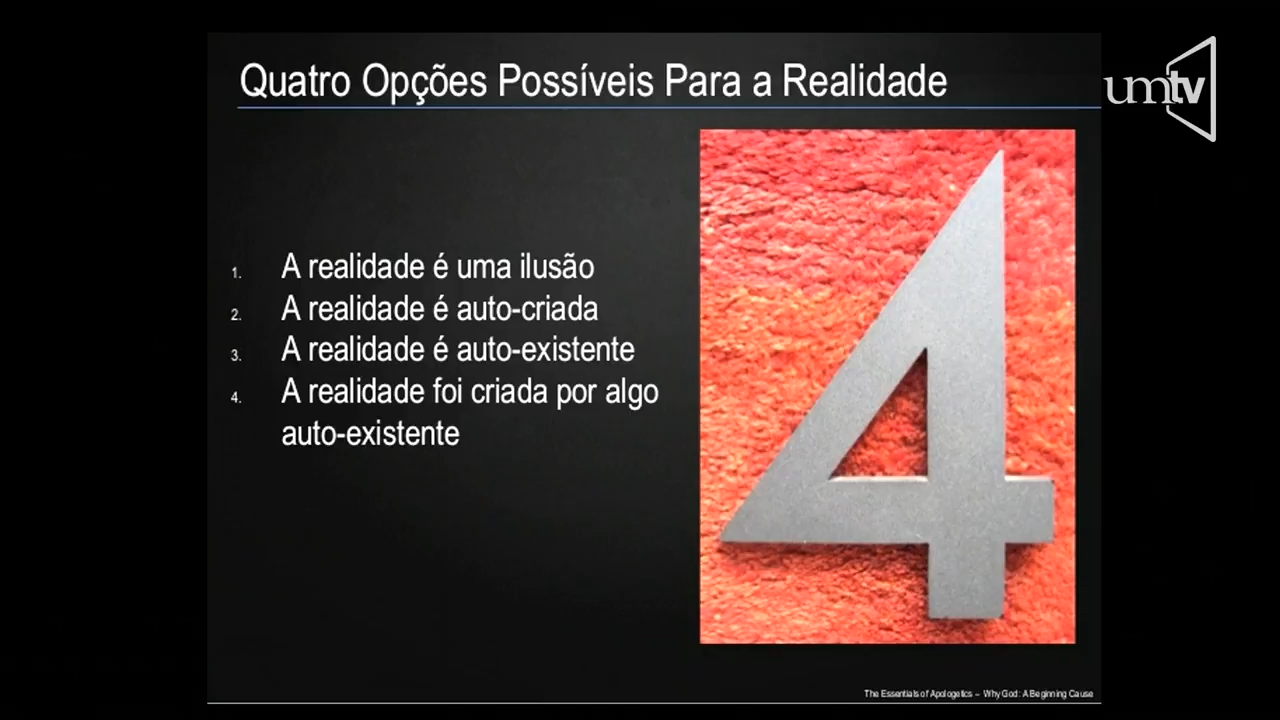 Quatro Opções Possíveis Para a Realidade
umtv
1. A realidade é uma ilusão
2. A realidade é auto-criada
3. A realidade é auto-existente
4. A realidade foi criada por algo
auto-existente
4
The Essentials of Apologetics – Why God: A Beginning Cause